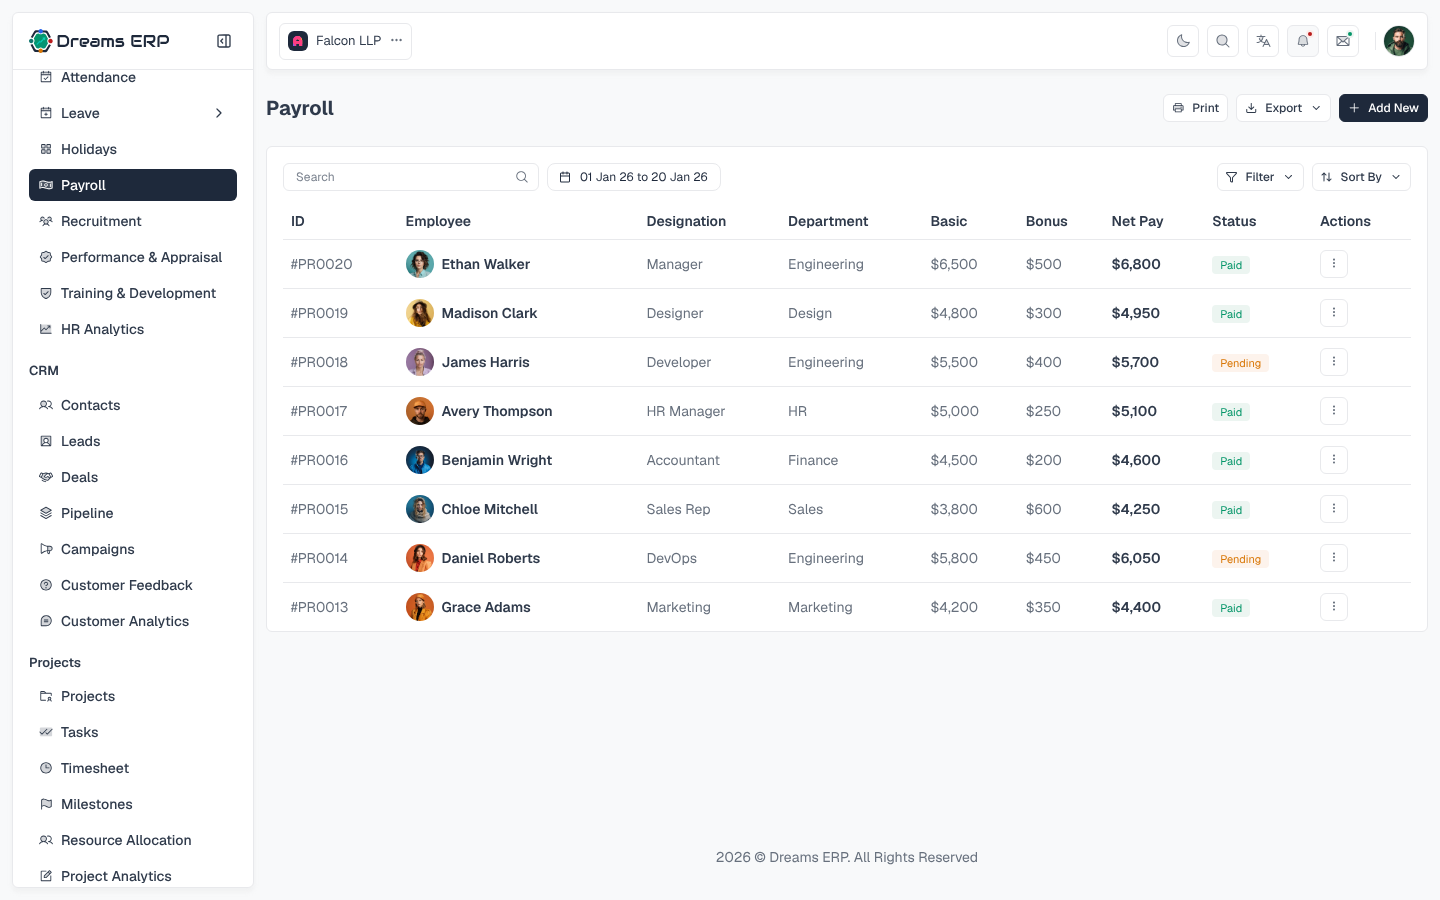 Dreams ERP
Attendance
Leave
Holidays
Payroll
Recruitment
Performance & Appraisal
Training & Development
HR Analytics
CRM
Contacts
Leads
Deals
Pipeline
Campaigns
Customer Feedback
Customer Analytics
Projects
Projects
Tasks
Timesheet
Milestones
Resource Allocation
Project Analytics
Falcon LLP
Payroll
Print
Export
Add New
Search
01 Jan 26 to 20 Jan 26
Filter
Sort By
ID Employee Designation Department Basic Bonus Net Pay Status Actions
#PR0020 Ethan Walker Manager Engineering $6,500 $500 $6,800 Paid
#PR0019 Madison Clark Designer Design $4,800 $300 $4,950 Paid
#PR0018 James Harris Developer Engineering $5,500 $400 $5,700 Pending
#PR0017 Avery Thompson HR Manager HR $5,000 $250 $5,100 Paid
#PR0016 Benjamin Wright Accountant Finance $4,500 $200 $4,600 Paid
#PR0015 Chloe Mitchell Sales Rep Sales $3,800 $600 $4,250 Paid
#PR0014 Daniel Roberts DevOps Engineering $5,800 $450 $6,050 Pending
#PR0013 Grace Adams Marketing Marketing $4,200 $350 $4,400 Paid
2026 © Dreams ERP. All Rights Reserved